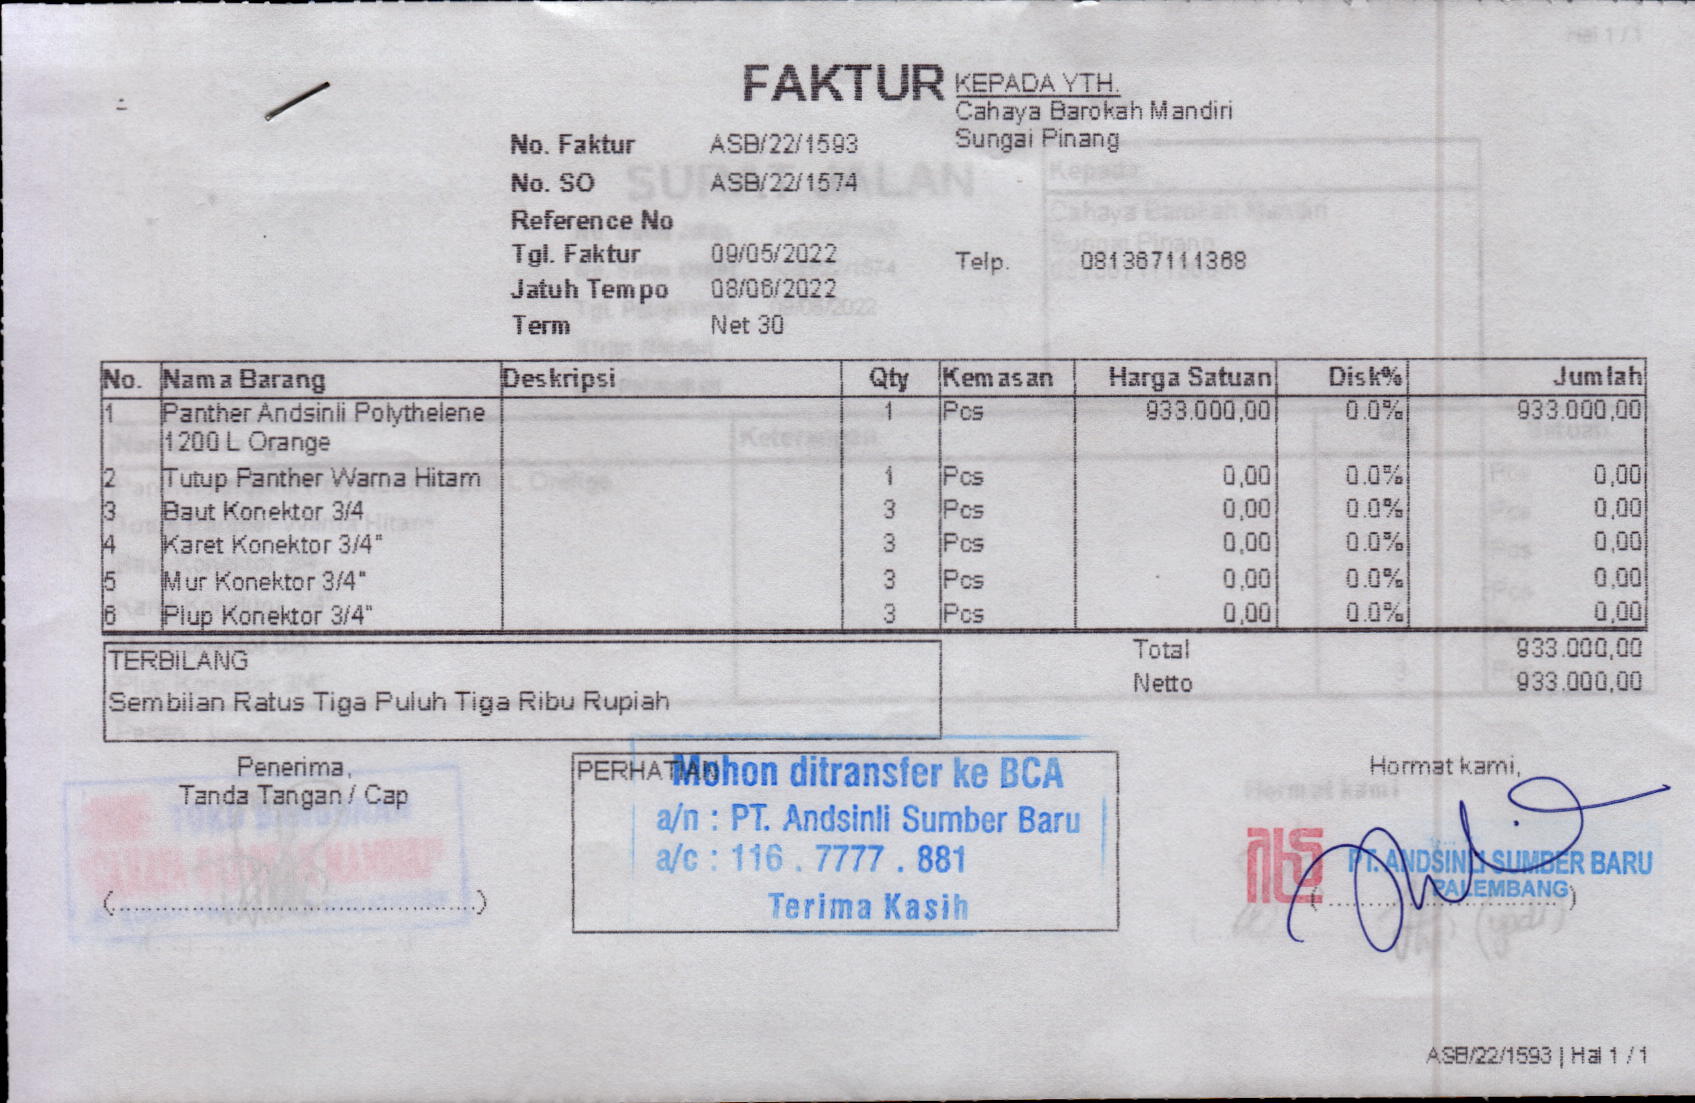 FAKTUR
KEPADA YTH.
Cahaya Barokah Mandiri
Sungai Pinang
No. Faktur ASB/22/1593
No. SO ASB/22/1574
Reference No
Tgl. Faktur 09/05/2022
Telp. 081367111368
Jatuh Tempo 08/06/2022
Term Net 30
No. Nama Barang Deskripsi Qty Kemasan Harga Satuan Disk% Jumlah
1 Panther Andsinli Polythelene 1 Pcs 933.000,00 0.0% 933.000,00
1200 L Orange
2 Tutup Panther Warna Hitam 1 Pcs 0,00 0.0% 0,00
3 Baut Konektor 3/4 3 Pcs 0,00 0.0% 0,00
4 Karet Konektor 3/4" 3 Pcs 0,00 0.0% 0,00
5 Mur Konektor 3/4" 3 Pcs 0,00 0.0% 0,00
6 Plup Konektor 3/4" 3 Pcs 0,00 0.0% 0,00
Total 933.000,00
Netto 933.000,00
TERBILANG
Sembilan Ratus Tiga Puluh Tiga Ribu Rupiah
Penerima,
Tanda Tangan / Cap
PERHATIAN
Mohon ditransfer ke BCA
a/n : PT. Andsinli Sumber Baru
a/c : 116 . 7777 . 881
Terima Kasih
Hormat kami,
PT. ANDSINLI SUMBER BARU
PALEMBANG
ASB/22/1593 | Hal 1 / 1